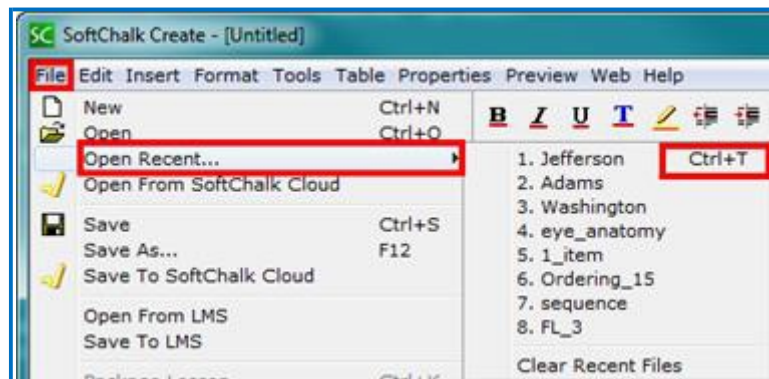 SC SoftChalk Create - [Untitled]
File Edit Insert Format Tools Table Properties Preview Web Help
New Ctrl+N
Open Ctrl+O
Open Recent...
Open From SoftChalk Cloud
Save Ctrl+S
Save As... F12
Save To SoftChalk Cloud
Open From LMS
Save To LMS
B I U T
1. Jefferson Ctrl+T
2. Adams
3. Washington
4. eye_anatomy
5. 1_item
6. Ordering_15
7. sequence
8. FL_3
Clear Recent Files